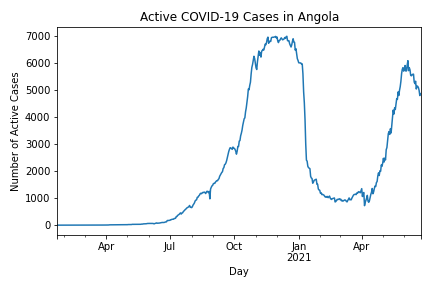 Active COVID-19 Cases in Angola
Number of Active Cases
7000
6000
5000
4000
3000
2000
1000
0
Apr
Jul
Oct
Jan
2021
Apr
Day